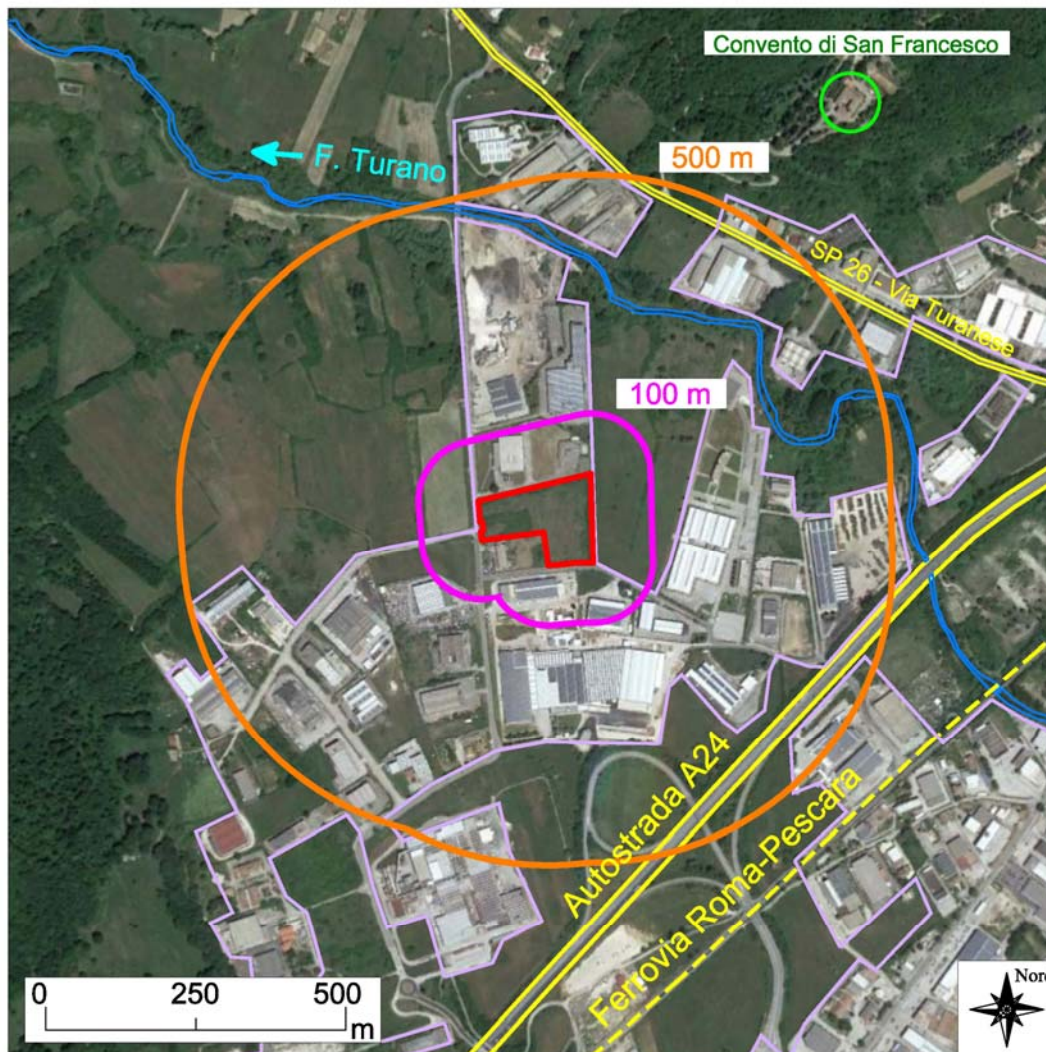 Convento di San Francesco
500 m
F. Turano
SP 26 - Via Turanese
100 m
Autostrada A24
Ferrovia Roma-Pescara
0 250 500
m
Nord